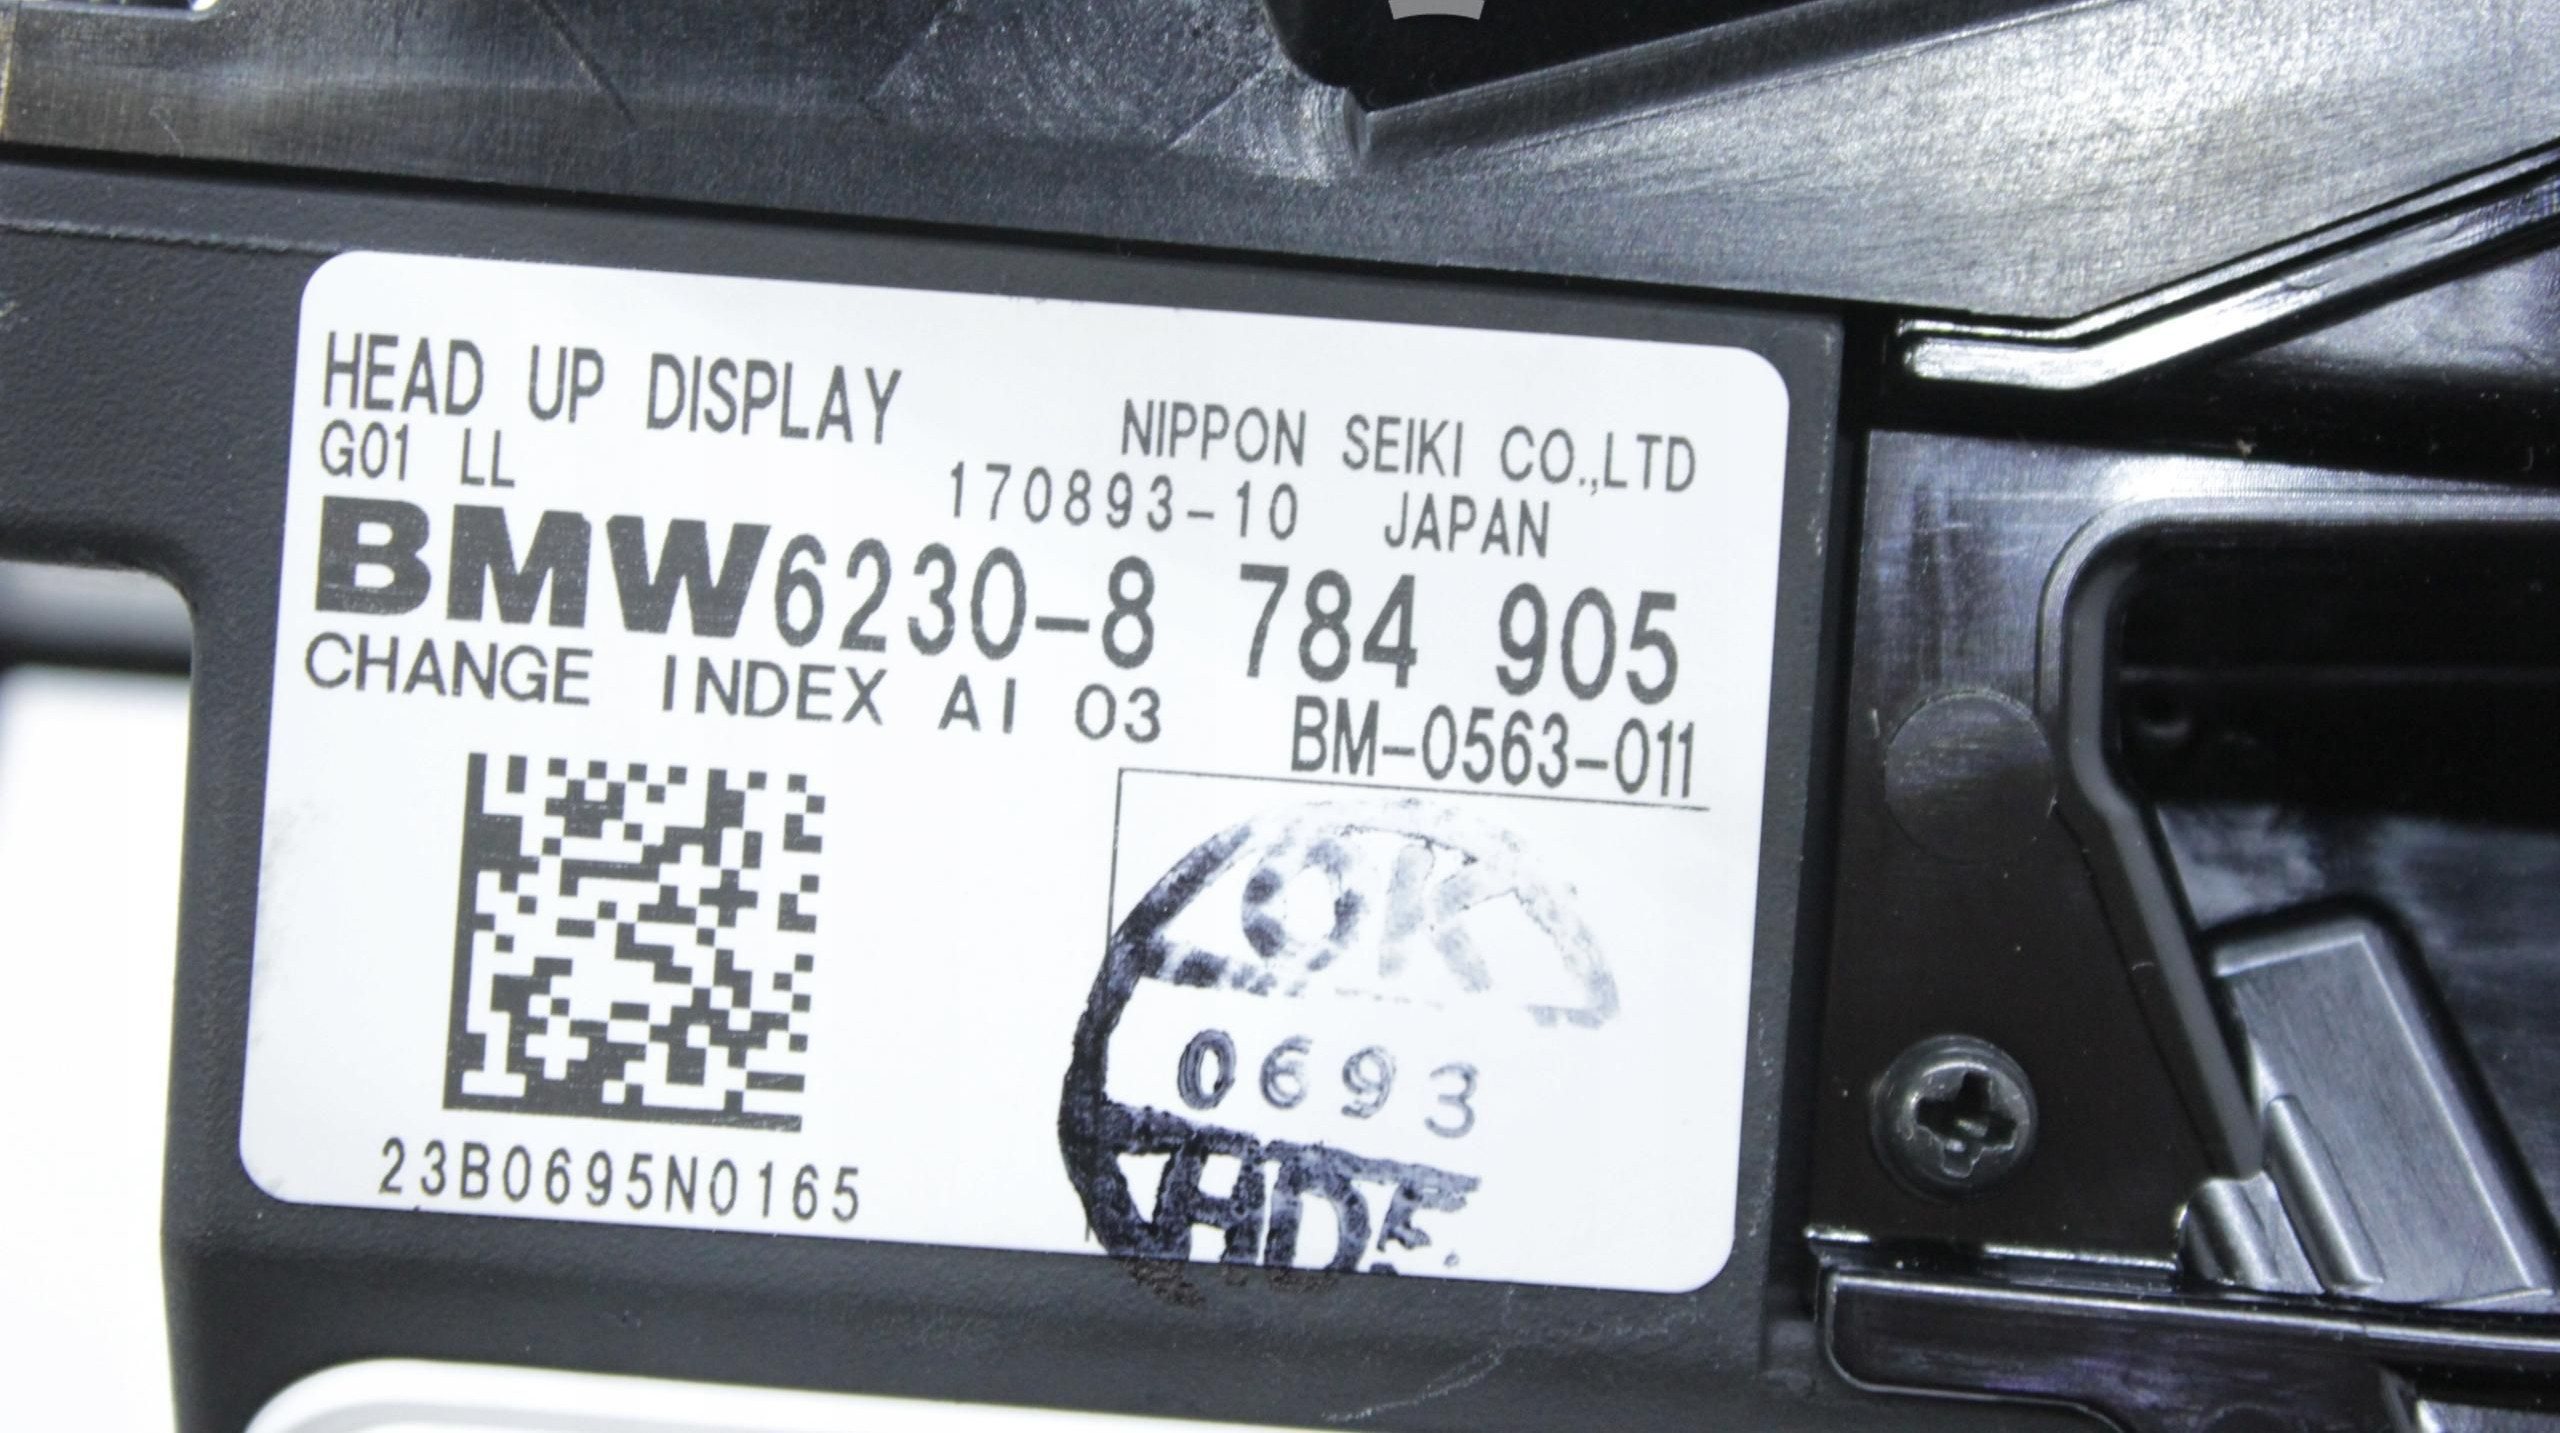 HEAD UP DISPLAY
NIPPON SEIKI CO.,LTD
G01 LL
170893-10 JAPAN
BMW6230-8 784 905
CHANGE INDEX AI 03
BM-0563-011
OK
0693
23B0695N0165